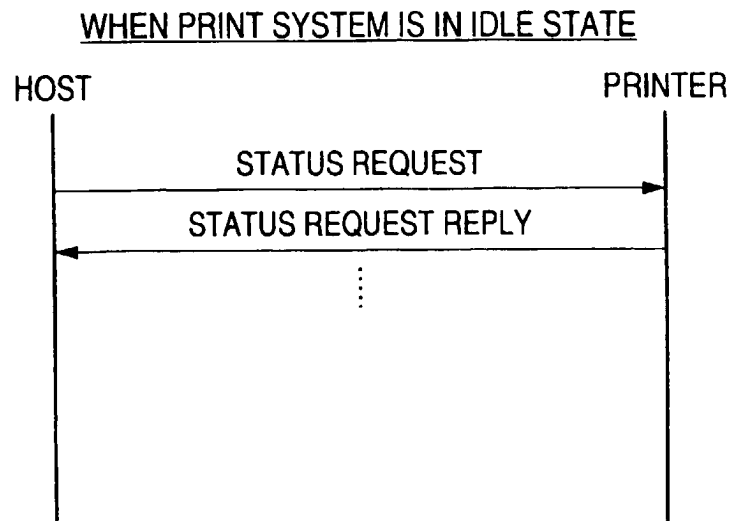 WHEN PRINT SYSTEM IS IN IDLE STATE
HOST
PRINTER
STATUS REQUEST
STATUS REQUEST REPLY